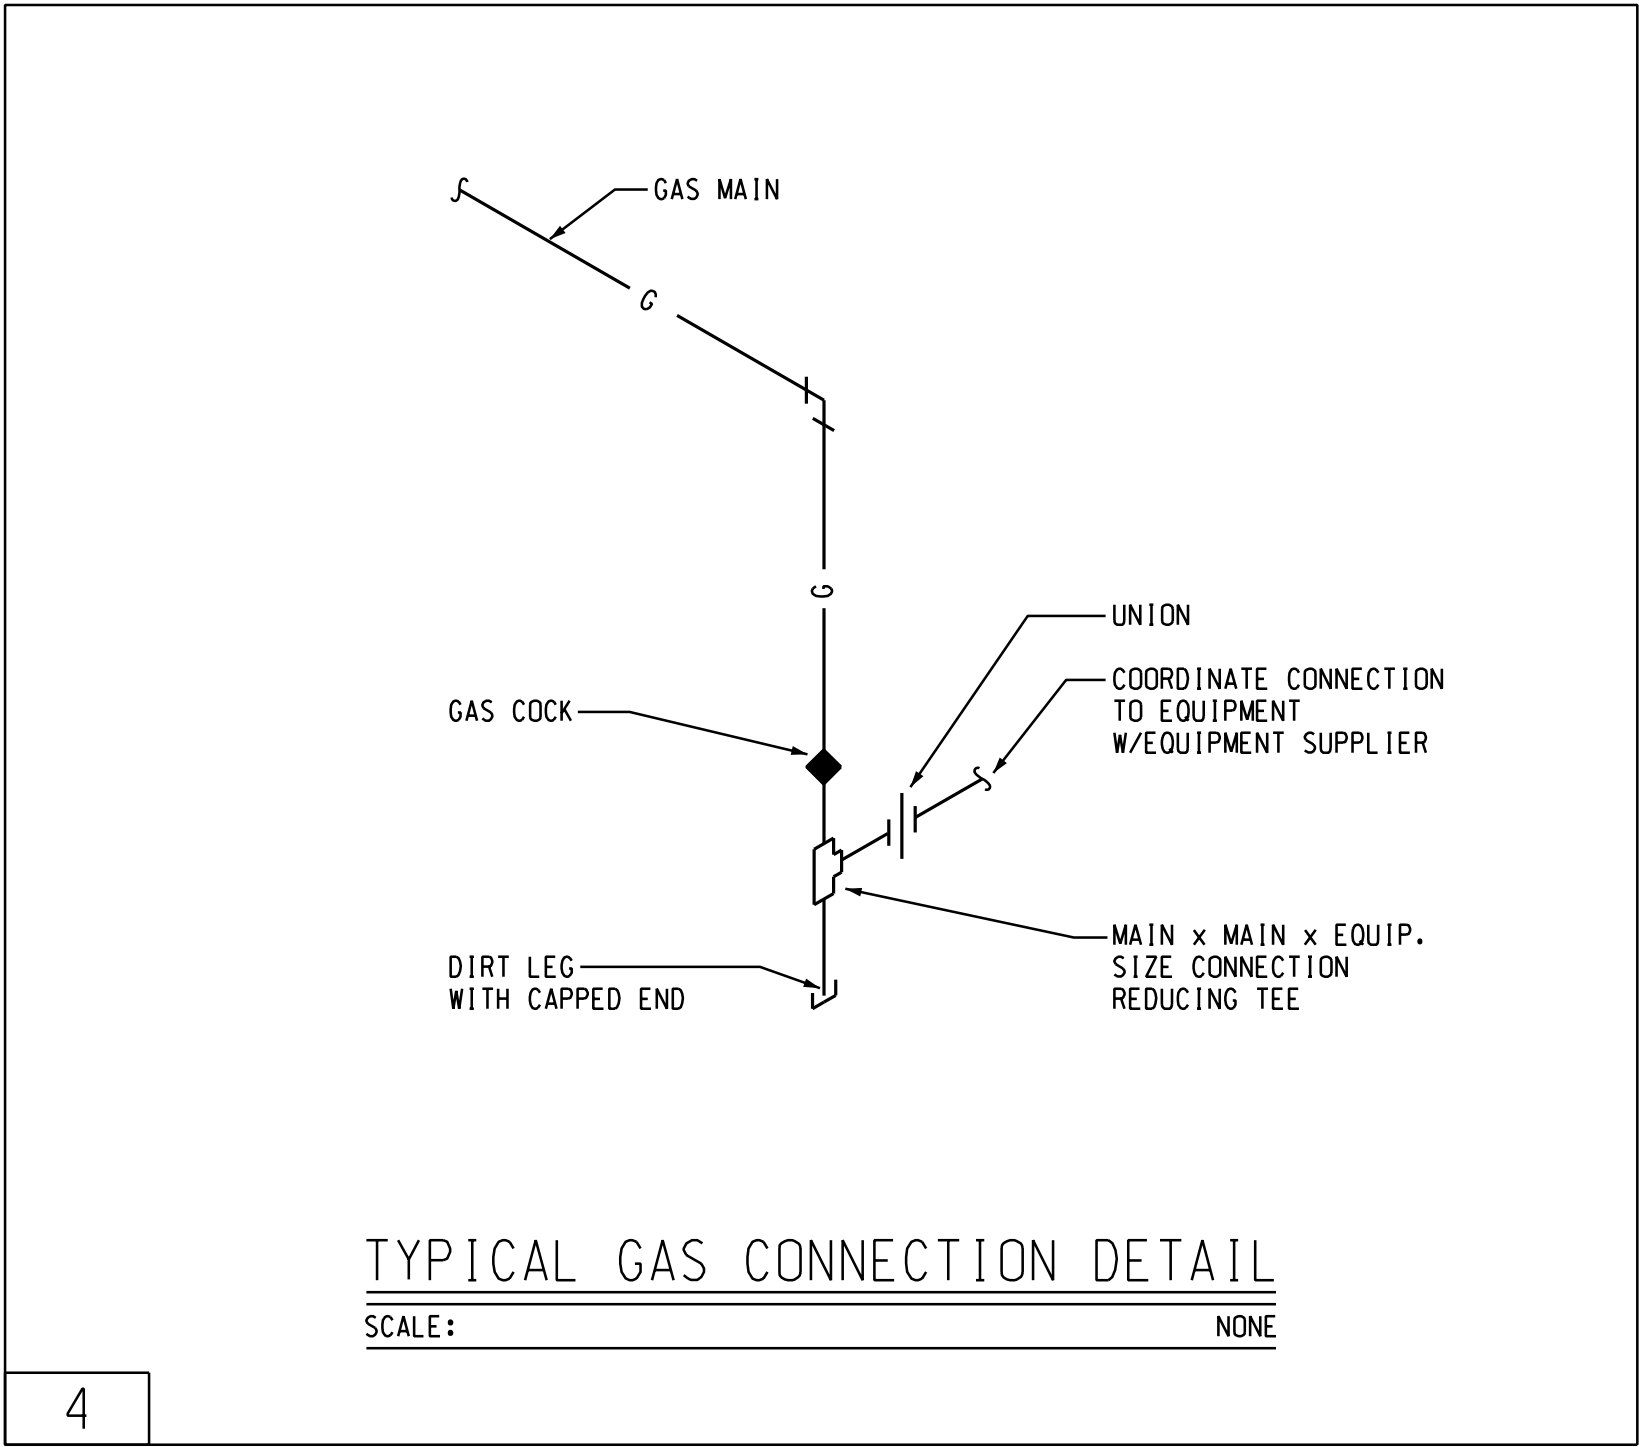 GAS MAIN
G
G
UNION
COORDINATE CONNECTION
TO EQUIPMENT
W/EQUIPMENT SUPPLIER
GAS COCK
MAIN x MAIN x EQUIP.
SIZE CONNECTION
REDUCING TEE
DIRT LEG
WITH CAPPED END
TYPICAL GAS CONNECTION DETAIL
SCALE: NONE
4